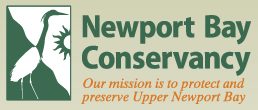 Newport Bay
Conservancy
Our mission is to protect and
preserve Upper Newport Bay